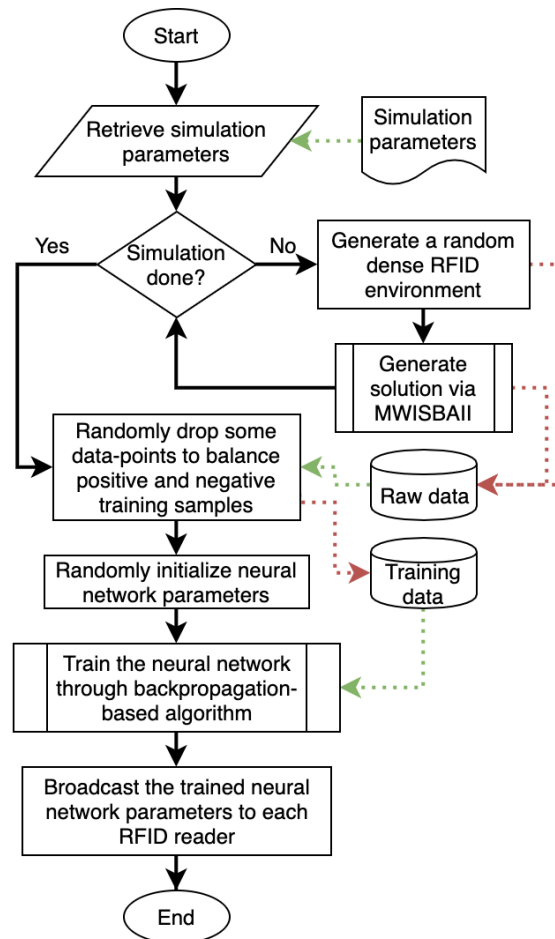 Start
Retrieve simulation
parameters
Simulation
parameters
Yes
Simulation
done?
No
Generate a random
dense RFID
environment
Generate
solution via
MWISBAII
Randomly drop some
data-points to balance
positive and negative
training samples
Raw data
Training
data
Randomly initialize neural
network parameters
Train the neural network
through backpropagation-
based algorithm
Broadcast the trained neural
network parameters to each
RFID reader
End